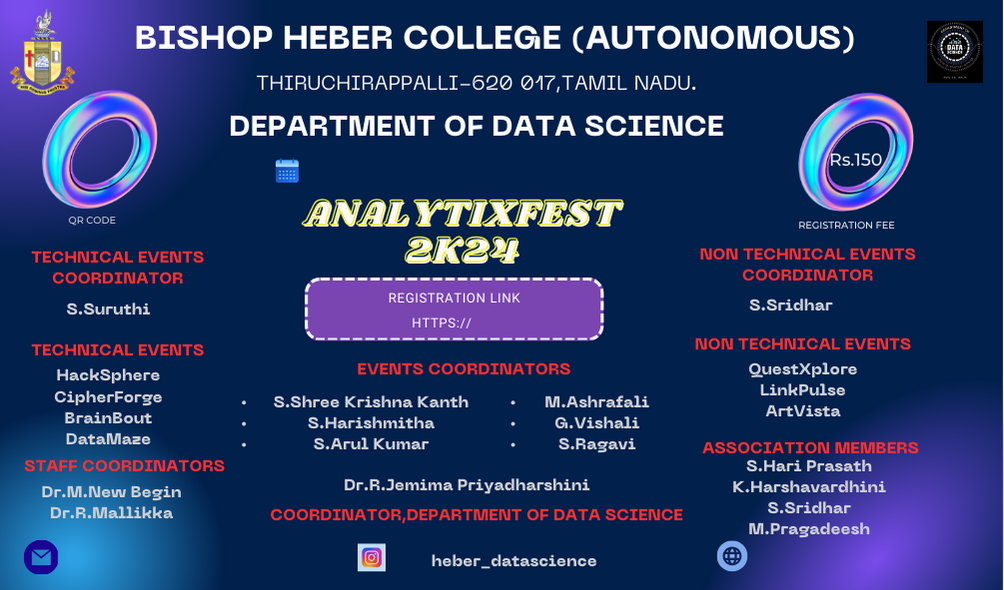 BISHOP HEBER COLLEGE (AUTONOMOUS)
THIRUCHIRAPPALLI-620 017,TAMIL NADU.
DEPARTMENT OF DATA SCIENCE
DATA
SCIENCE
Rs.150
QR CODE
REGISTRATION FEE
ANALYTIXFEST
2K24
REGISTRATION LINK
HTTPS://
TECHNICAL EVENTS
COORDINATOR
S.Suruthi
TECHNICAL EVENTS
HackSphere
CipherForge
BrainBout
DataMaze
STAFF COORDINATORS
Dr.M.New Begin
Dr.R.Mallikka
EVENTS COORDINATORS
• S.Shree Krishna Kanth
• S.Harishmitha
• S.Arul Kumar
• M.Ashrafali
• G.Vishali
• S.Ragavi
Dr.R.Jemima Priyadharshini
COORDINATOR,DEPARTMENT OF DATA SCIENCE
heber_datascience
NON TECHNICAL EVENTS
COORDINATOR
S.Sridhar
NON TECHNICAL EVENTS
QuestXplore
LinkPulse
ArtVista
ASSOCIATION MEMBERS
S.Hari Prasath
K.Harshavardhini
S.Sridhar
M.Pragadeesh